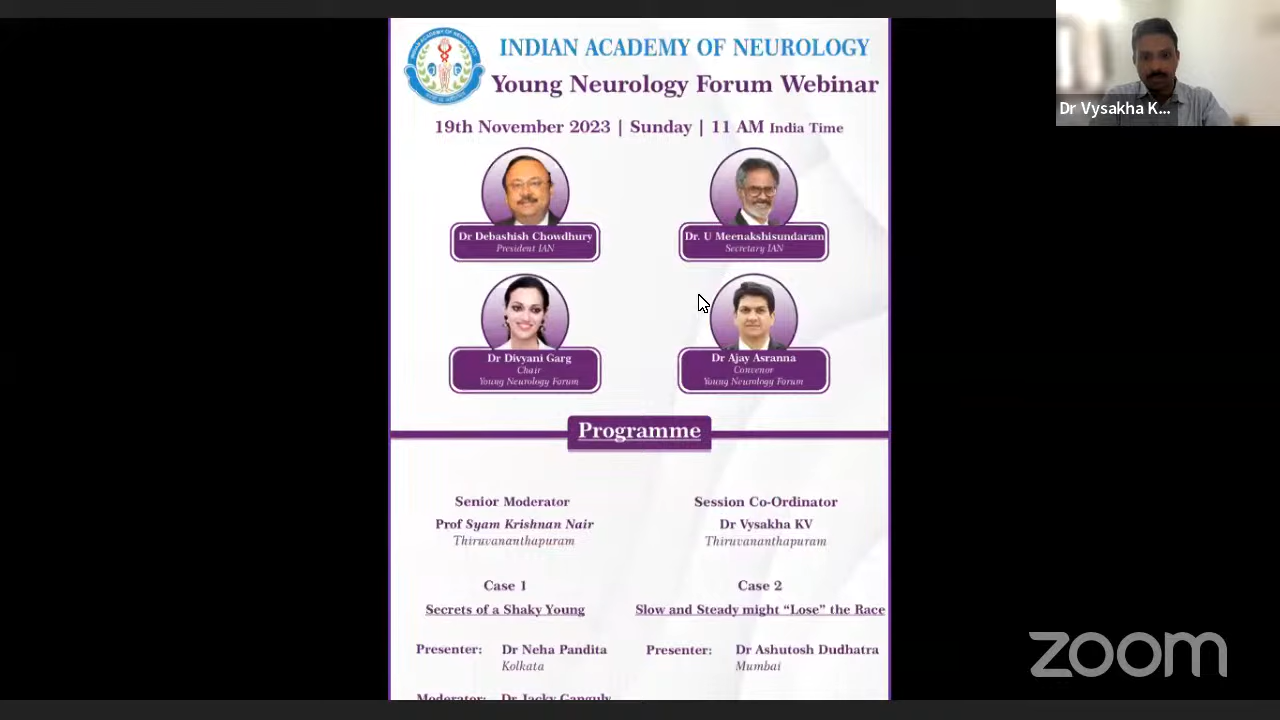 INDIAN ACADEMY OF NEUROLOGY
Young Neurology Forum Webinar
19th November 2023 | Sunday | 11 AM India Time
Dr Vysakha K...
Dr Debashish Chowdhury
President IAN
Dr. U Meenakshisundaram
Secretary IAN
Dr Divyani Garg
Chair
Young Neurology Forum
Dr Ajay Asranna
Convenor
Young Neurology Forum
Programme
Senior Moderator
Prof Syam Krishnan Nair
Thiruvananthapuram
Session Co-Ordinator
Dr Vysakha KV
Thiruvananthapuram
Case 1
Secrets of a Shaky Young
Presenter: Dr Neha Pandita
Kolkata
Moderator: Dr Jacky Ganguly
Case 2
Slow and Steady might “Lose” the Race
Presenter: Dr Ashutosh Dudhatra
Mumbai
zoom